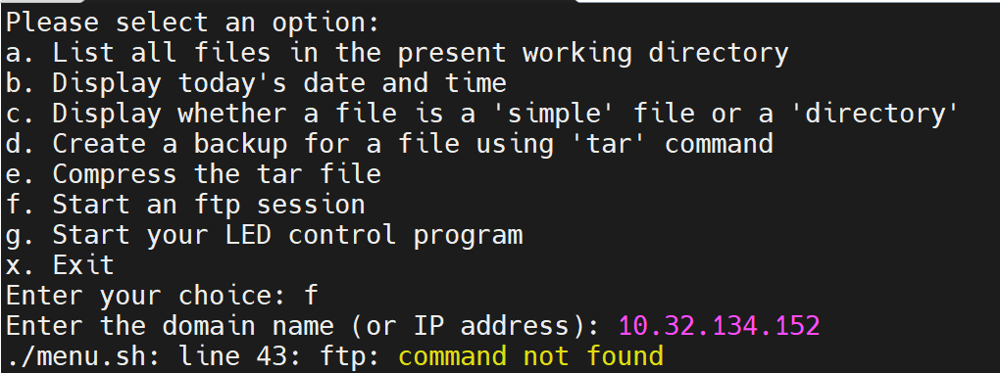 Please select an option:
a. List all files in the present working directory
b. Display today's date and time
c. Display whether a file is a 'simple' file or a 'directory'
d. Create a backup for a file using 'tar' command
e. Compress the tar file
f. Start an ftp session
g. Start your LED control program
x. Exit
Enter your choice: f
Enter the domain name (or IP address): 10.32.134.152
./menu.sh: line 43: ftp: command not found